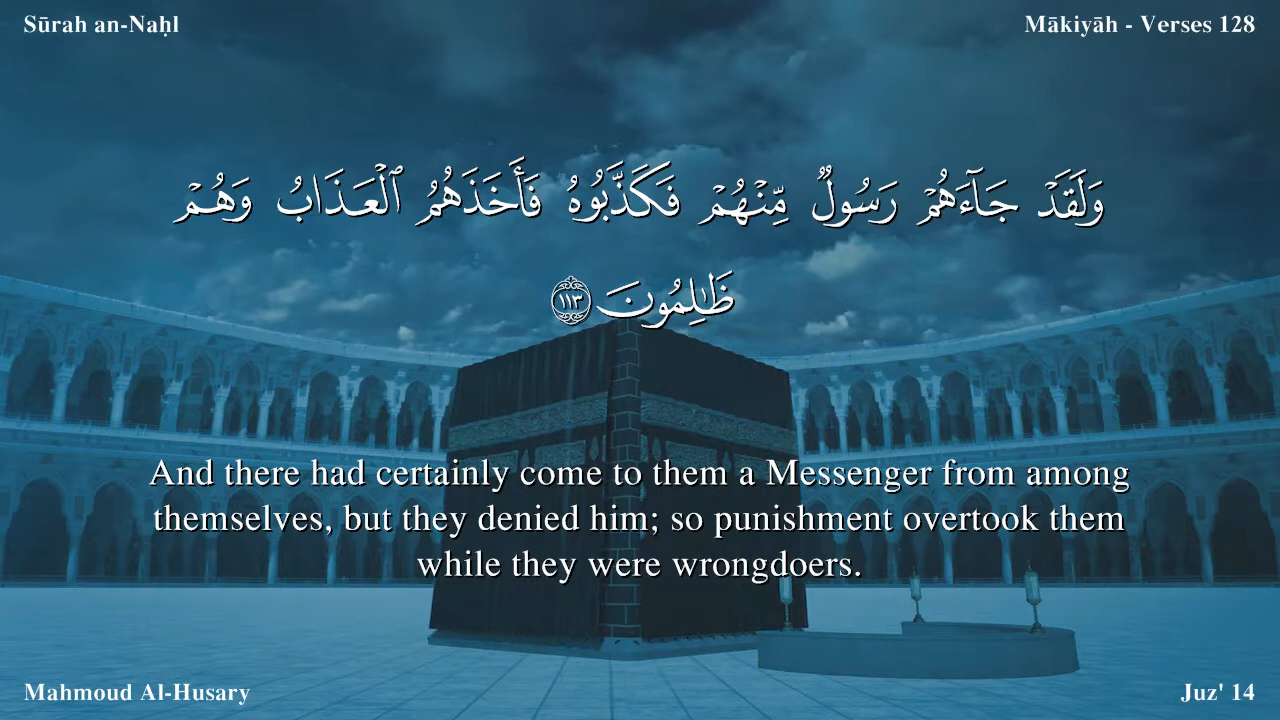 Sūrah an-Naḥl
Mākiyāh - Verses 128
وَلَقَدْ جَآءَهُمْ رَسُولٌ مِّنْهُمْ فَكَذَّبُوهُ فَأَخَذَهُمُ ٱلْعَذَابُ وَهُمْ
ظَـٰلِمُونَ ١١٣
And there had certainly come to them a Messenger from among
themselves, but they denied him; so punishment overtook them
while they were wrongdoers.
Mahmoud Al-Husary
Juz' 14